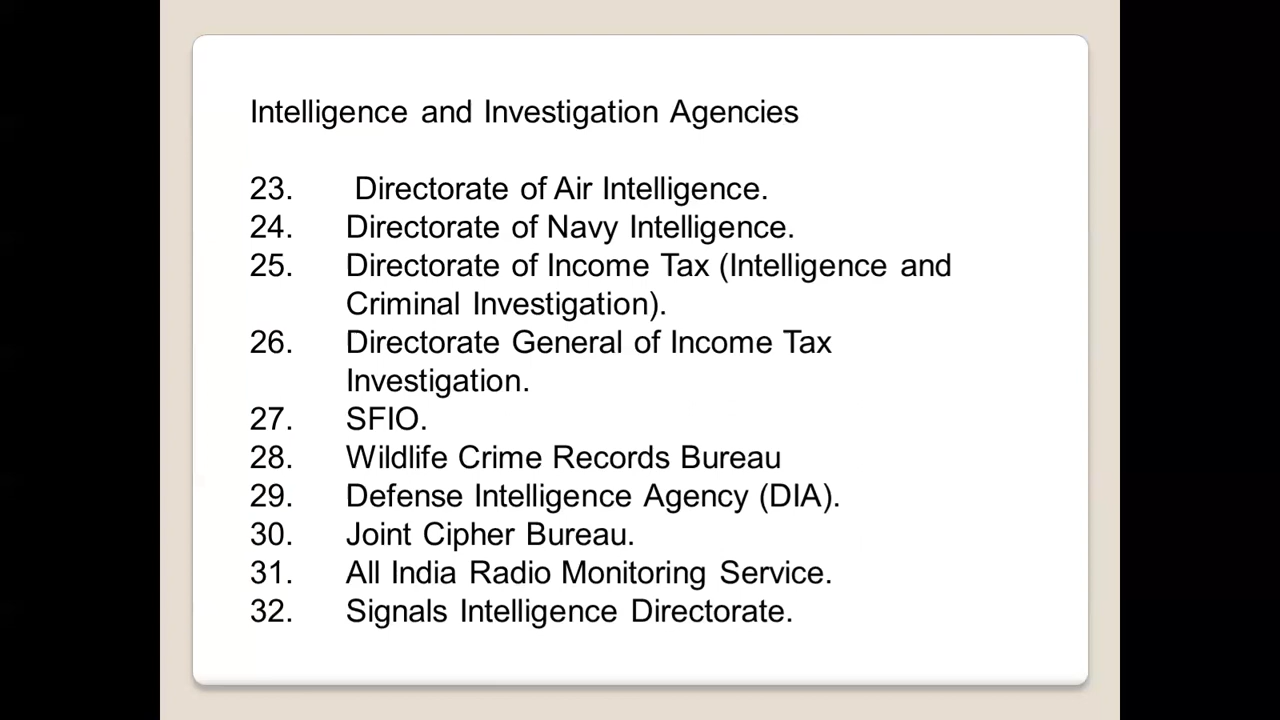 Intelligence and Investigation Agencies
23. Directorate of Air Intelligence.
24. Directorate of Navy Intelligence.
25. Directorate of Income Tax (Intelligence and
Criminal Investigation).
26. Directorate General of Income Tax
Investigation.
27. SFIO.
28. Wildlife Crime Records Bureau
29. Defense Intelligence Agency (DIA).
30. Joint Cipher Bureau.
31. All India Radio Monitoring Service.
32. Signals Intelligence Directorate.